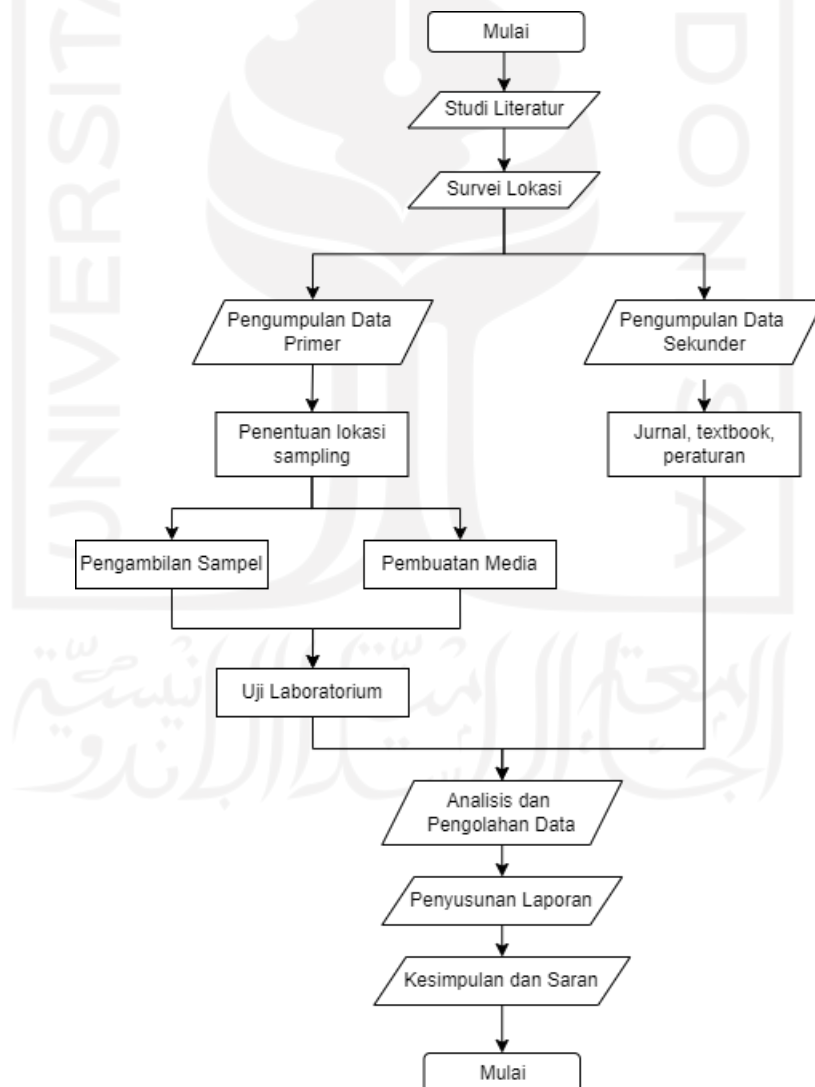 Mulai
Studi Literatur
Survei Lokasi
Pengumpulan Data
Primer
Pengumpulan Data
Sekunder
Penentuan lokasi
sampling
Jurnal, textbook,
peraturan
Pengambilan Sampel
Pembuatan Media
Uji Laboratorium
Analisis dan
Pengolahan Data
Penyusunan Laporan
Kesimpulan dan Saran
Mulai
UNIVERSITA